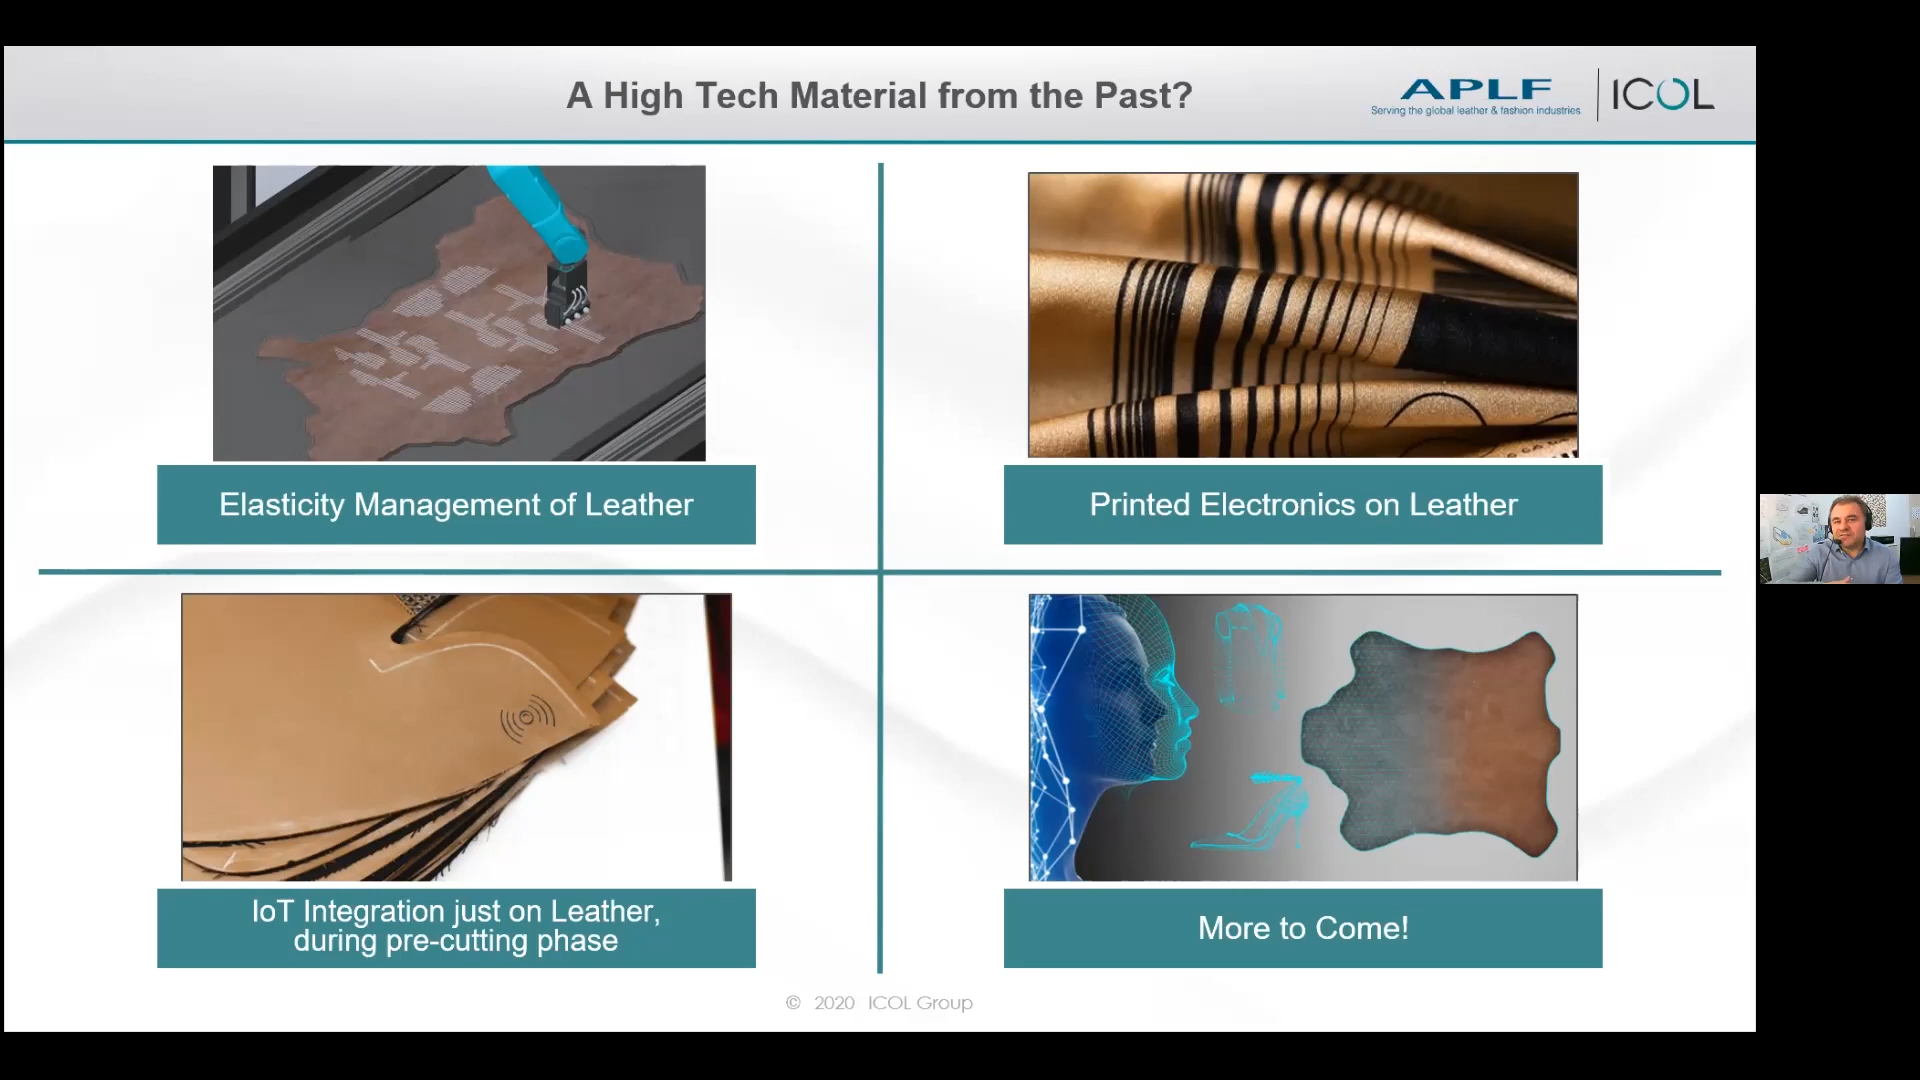 A High Tech Material from the Past?
APLF
Serving the global leather & fashion industries
ICOL
Elasticity Management of Leather
Printed Electronics on Leather
IoT Integration just on Leather,
during pre-cutting phase
More to Come!
© 2020 ICOL Group